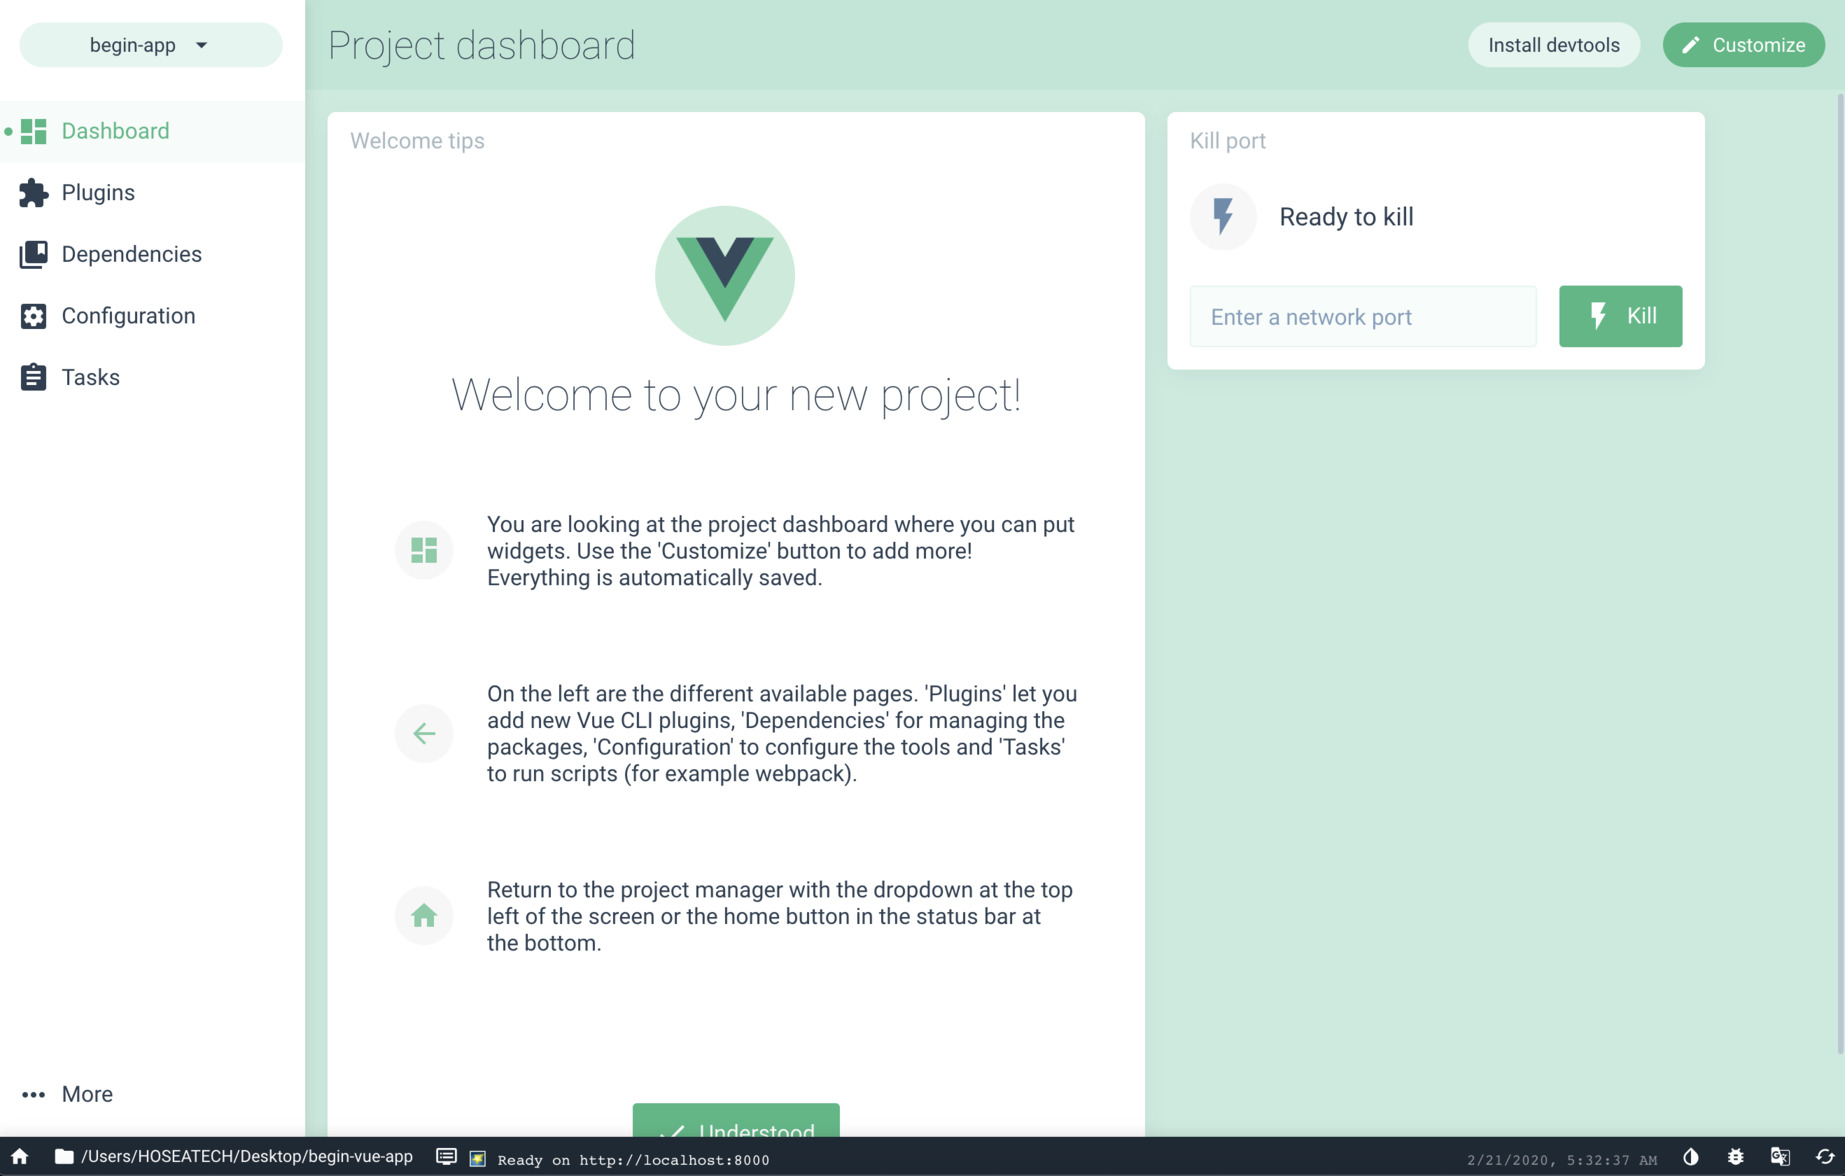 begin-app
Project dashboard
Install devtools
Customize
Dashboard
Plugins
Dependencies
Configuration
Tasks
More
Welcome tips
Welcome to your new project!
You are looking at the project dashboard where you can put
widgets. Use the 'Customize' button to add more!
Everything is automatically saved.
On the left are the different available pages. 'Plugins' let you
add new Vue CLI plugins, 'Dependencies' for managing the
packages, 'Configuration' to configure the tools and 'Tasks'
to run scripts (for example webpack).
Return to the project manager with the dropdown at the top
left of the screen or the home button in the status bar at
the bottom.
Understood
Kill port
Ready to kill
Enter a network port
Kill
/Users/HOSEATECH/Desktop/begin-vue-app
Ready on http://localhost:8000
2/21/2020, 5:32:37 AM